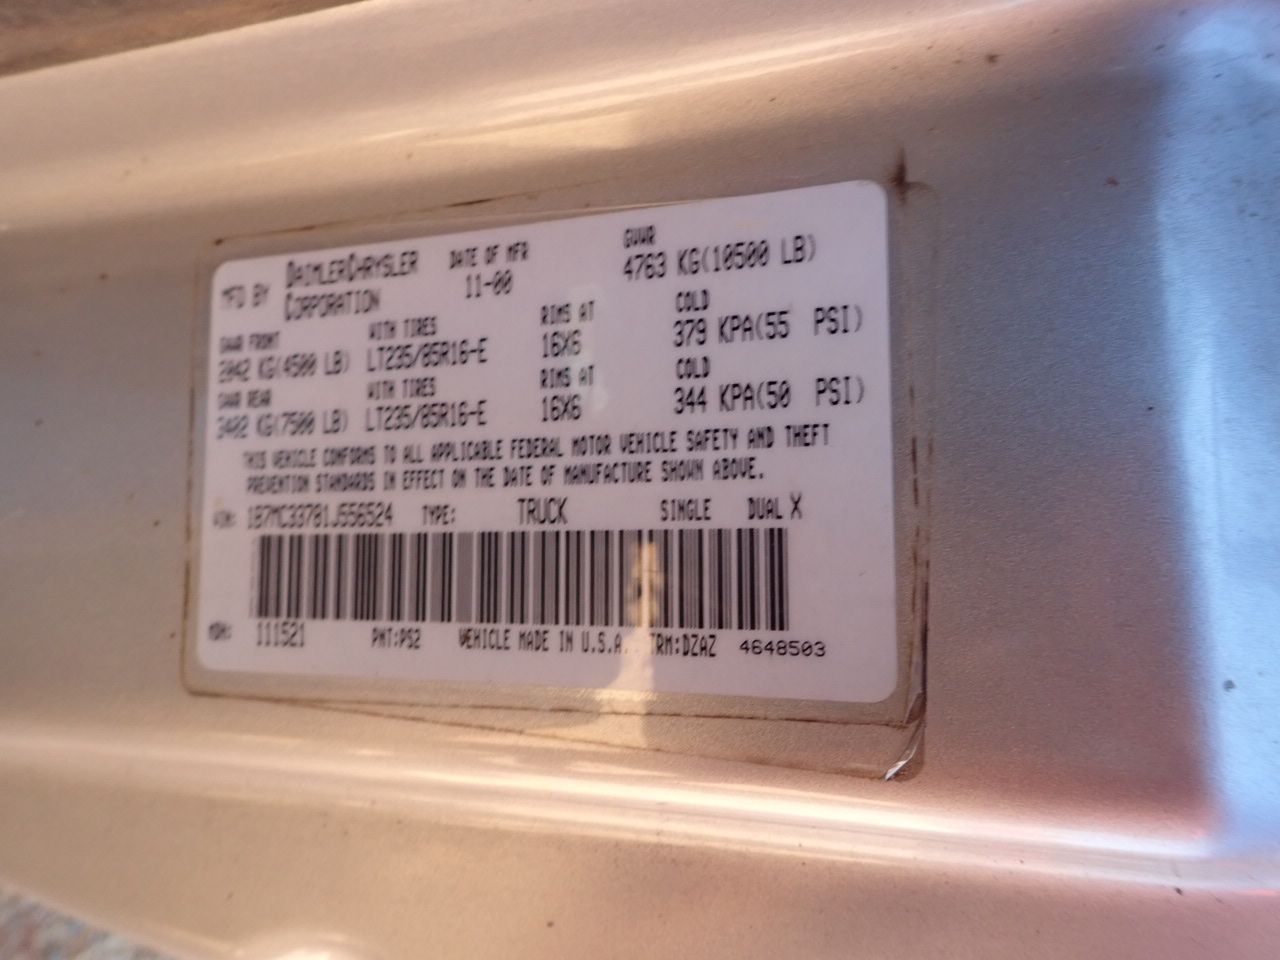 MFD BY DAIMLERCHRYSLER CORPORATION DATE OF MFR 11-00 GVWR 4763 KG(10500 LB)
GAWR FRONT WITH TIRES RIMS AT COLD
2042 KG(4500 LB) LT235/85R16-E 16X6 379 KPA(55 PSI)
GAWR REAR WITH TIRES RIMS AT COLD
3402 KG(7500 LB) LT235/85R16-E 16X6 344 KPA(50 PSI)
THIS VEHICLE CONFORMS TO ALL APPLICABLE FEDERAL MOTOR VEHICLE SAFETY AND THEFT
PREVENTION STANDARDS IN EFFECT ON THE DATE OF MANUFACTURE SHOWN ABOVE.
VIN: 1B7MC33781J556524 TYPE: TRUCK SINGLE DUAL X
MDH: 111521 PNT:PS2 VEHICLE MADE IN U.S.A. TRM:DZAZ 4648503